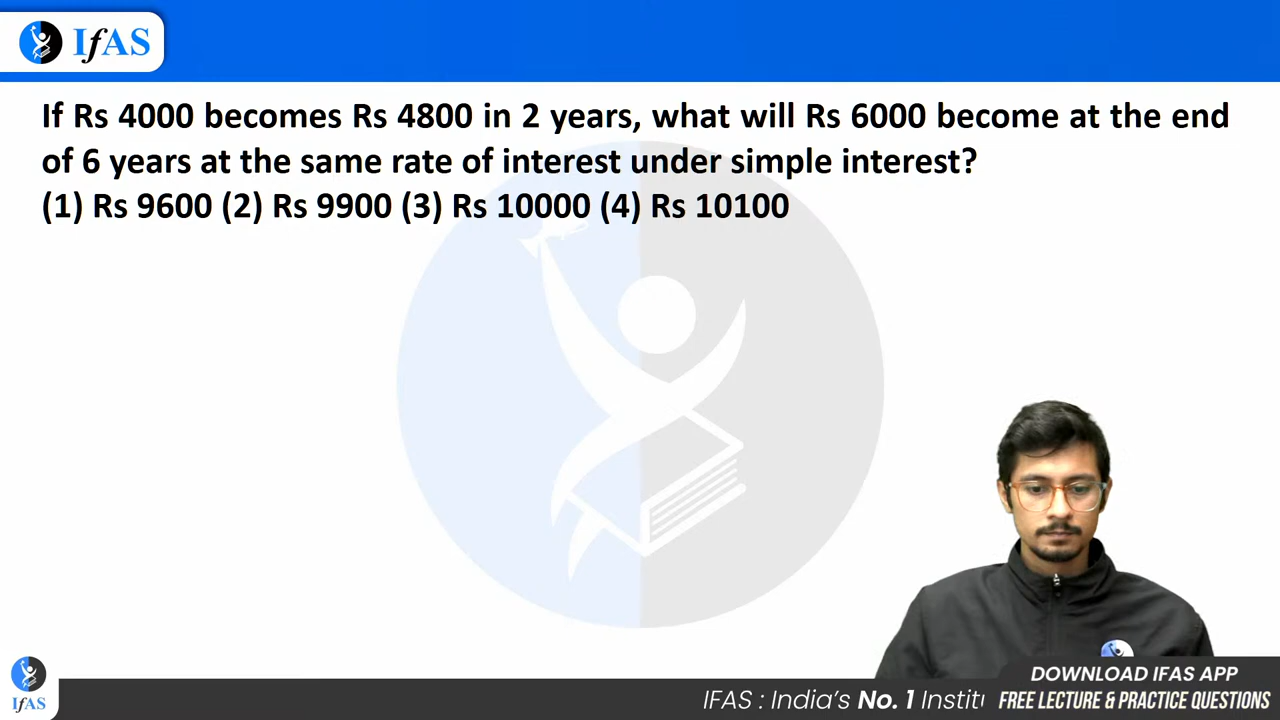 IfAS
If Rs 4000 becomes Rs 4800 in 2 years, what will Rs 6000 become at the end
of 6 years at the same rate of interest under simple interest?
(1) Rs 9600 (2) Rs 9900 (3) Rs 10000 (4) Rs 10100
IfAS
IFAS : India's No. 1
DOWNLOAD IFAS APP
FREE LECTURE & PRACTICE QUESTIONS